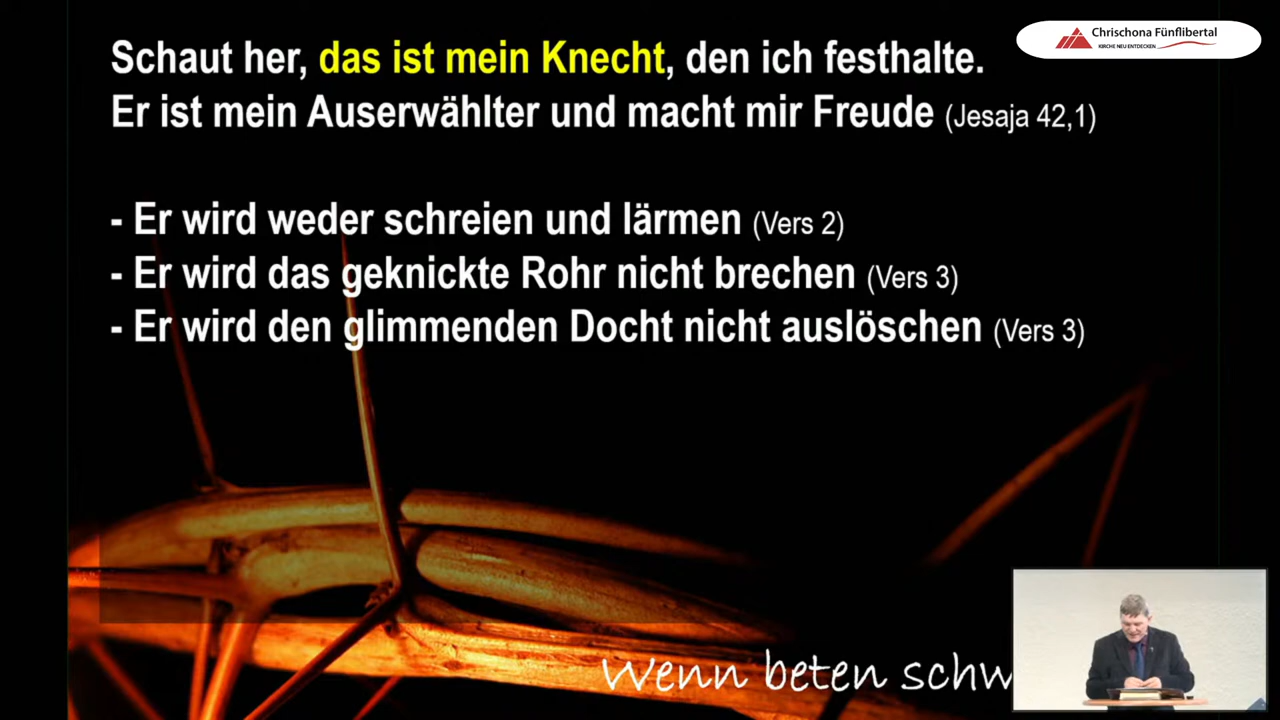 Chrischona Fünflibertal
KIRCHE NEU ENTDECKEN
Schaut her, das ist mein Knecht, den ich festhalte.
Er ist mein Auserwählter und macht mir Freude (Jesaja 42,1)
- Er wird weder schreien und lärmen (Vers 2)
- Er wird das geknickte Rohr nicht brechen (Vers 3)
- Er wird den glimmenden Docht nicht auslöschen (Vers 3)
Wenn beten schw